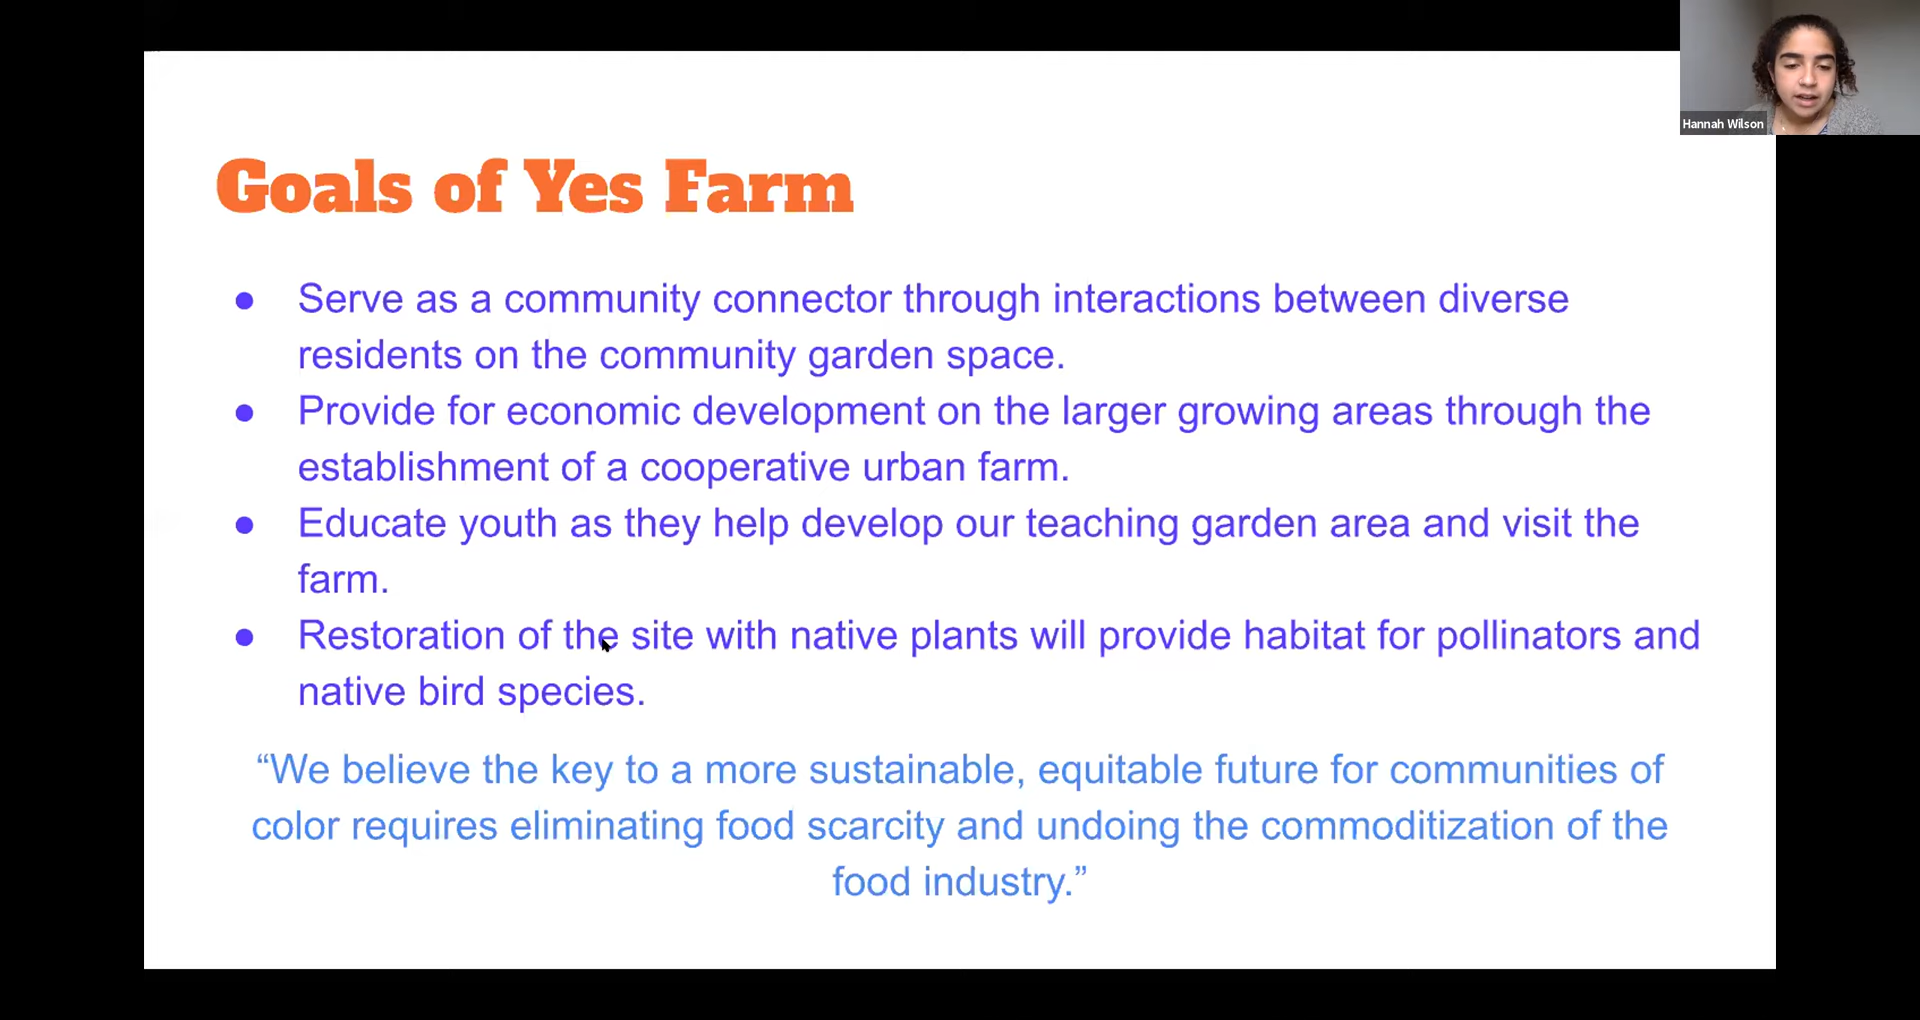 Hannah Wilson
Goals of Yes Farm
● Serve as a community connector through interactions between diverse
residents on the community garden space.
● Provide for economic development on the larger growing areas through the
establishment of a cooperative urban farm.
● Educate youth as they help develop our teaching garden area and visit the
farm.
● Restoration of the site with native plants will provide habitat for pollinators and
native bird species.
“We believe the key to a more sustainable, equitable future for communities of
color requires eliminating food scarcity and undoing the commoditization of the
food industry.”